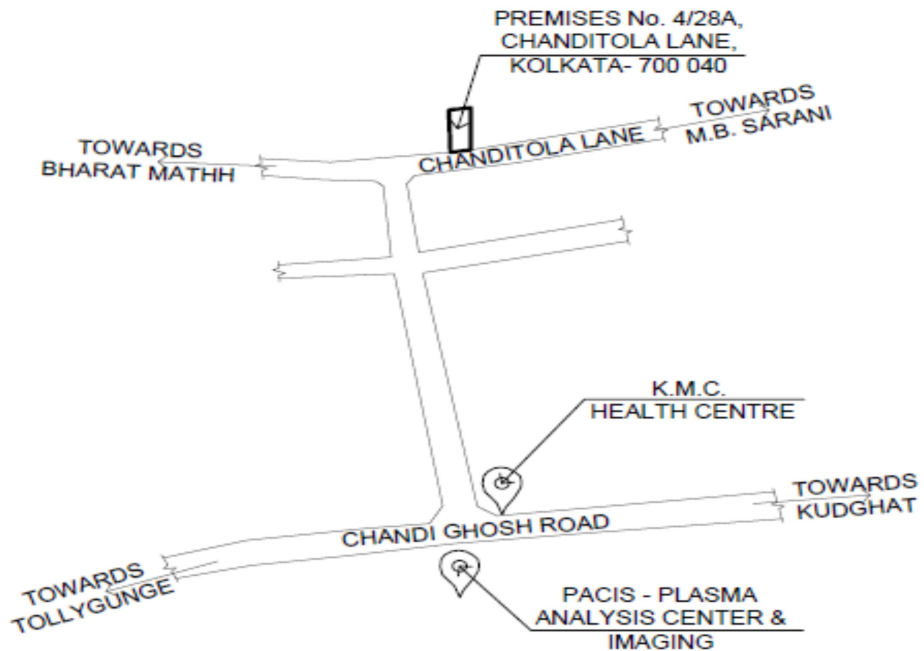 PREMISES No. 4/28A,
CHANDITOLA LANE,
KOLKATA- 700 040
TOWARDS
M.B. SARANI
TOWARDS
BHARAT MATHH
CHANDITOLA LANE
K.M.C.
HEALTH CENTRE
TOWARDS
KUDGHAT
CHANDI GHOSH ROAD
TOWARDS
TOLLYGUNGE
PACIS - PLASMA
ANALYSIS CENTER &
IMAGING